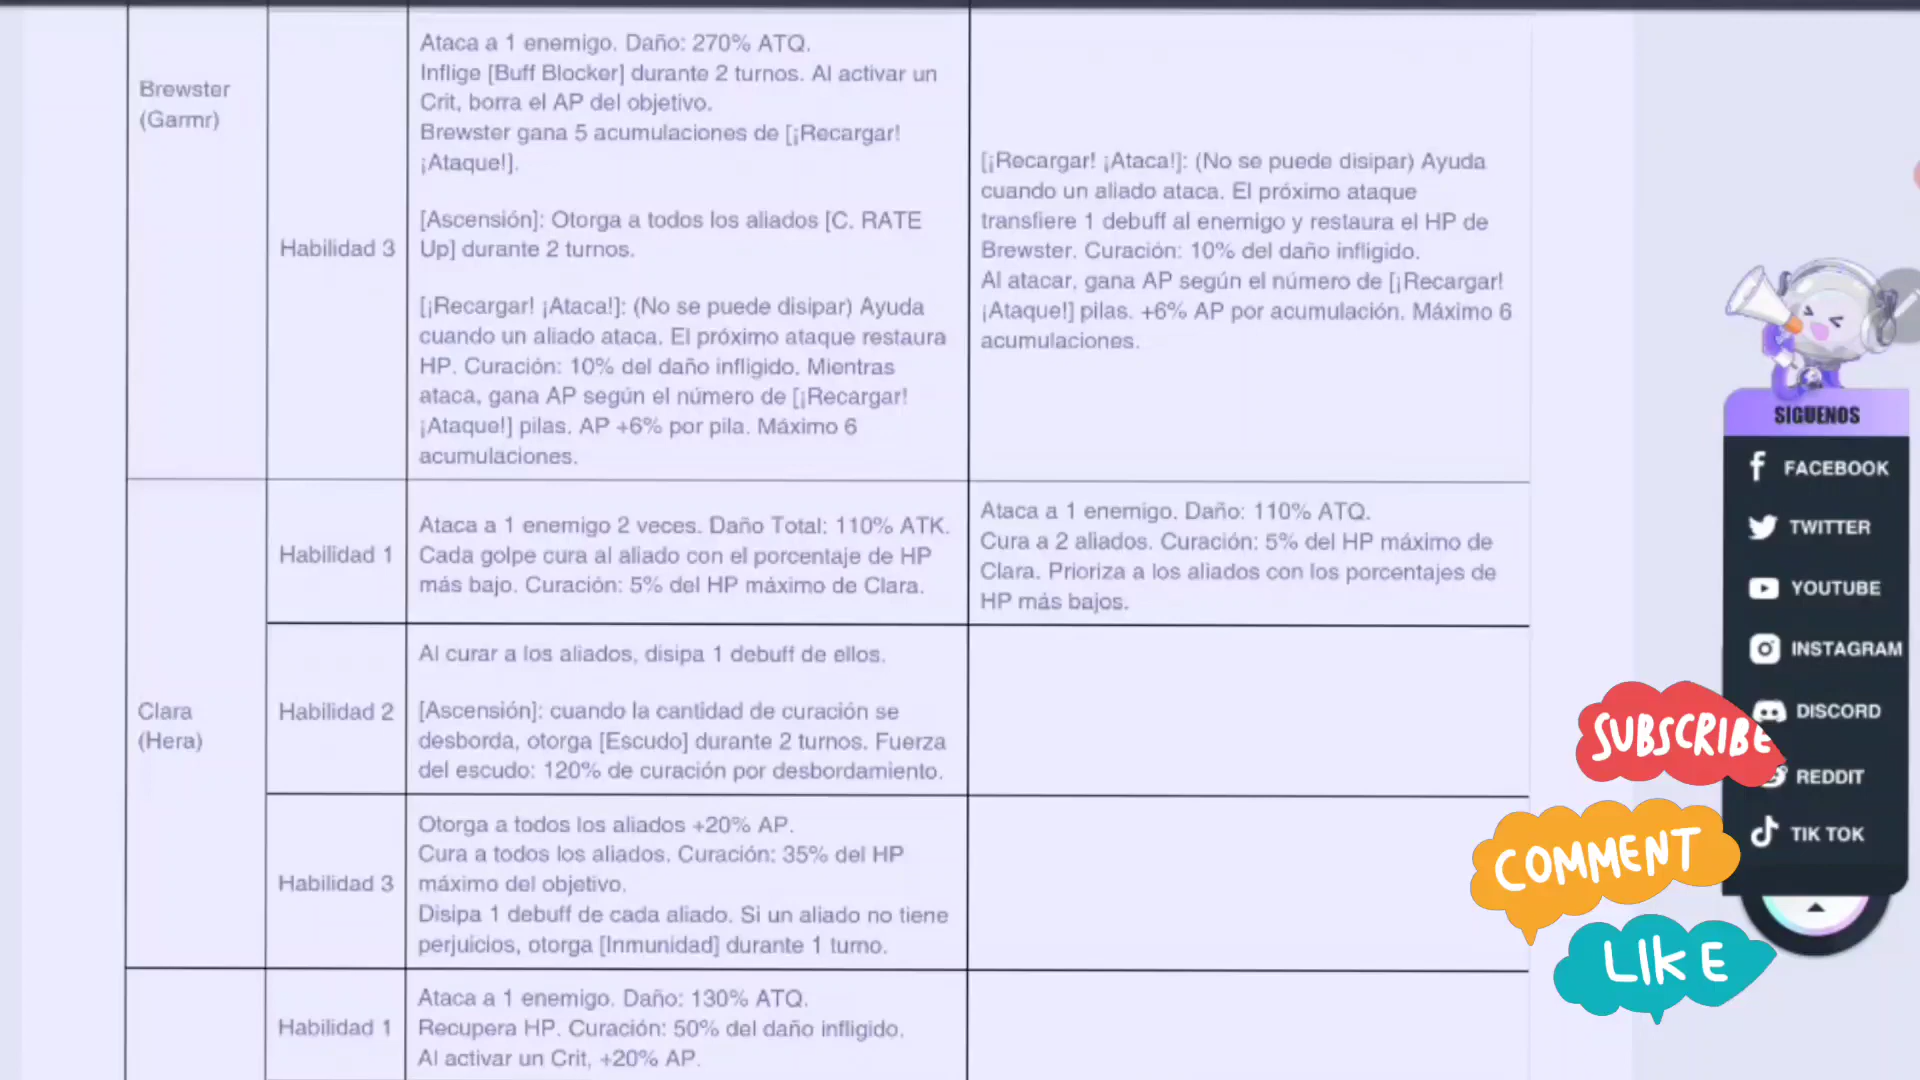 Brewster
(Garmr)
Habilidad 3
Ataca a 1 enemigo. Daño: 270% ATQ.
Inflige [Buff Blocker] durante 2 turnos. Al activar un
Crit, borra el AP del objetivo.
Brewster gana 5 acumulaciones de [¡Recargar!
¡Ataque!].
[Ascensión]: Otorga a todos los aliados [C. RATE
Up] durante 2 turnos.
[¡Recargar! ¡Ataca!]: (No se puede disipar) Ayuda
cuando un aliado ataca. El próximo ataque restaura
HP. Curación: 10% del daño infligido. Mientras
ataca, gana AP según el número de [¡Recargar!
¡Ataque!] pilas. AP +6% por pila. Máximo 6
acumulaciones.
[¡Recargar! ¡Ataca!]: (No se puede disipar) Ayuda
cuando un aliado ataca. El próximo ataque
transfiere 1 debuff al enemigo y restaura el HP de
Brewster. Curación: 10% del daño infligido.
Al atacar, gana AP según el número de [¡Recargar!
¡Ataque!] pilas. +6% AP por acumulación. Máximo 6
acumulaciones.
Clara
(Hera)
Habilidad 1
Ataca a 1 enemigo 2 veces. Daño Total: 110% ATK.
Cada golpe cura al aliado con el porcentaje de HP
más bajo. Curación: 5% del HP máximo de Clara.
Ataca a 1 enemigo. Daño: 110% ATQ.
Cura a 2 aliados. Curación: 5% del HP máximo de
Clara. Prioriza a los aliados con los porcentajes de
HP más bajos.
Habilidad 2
Al curar a los aliados, disipa 1 debuff de ellos.
[Ascensión]: cuando la cantidad de curación se
desborda, otorga [Escudo] durante 2 turnos. Fuerza
del escudo: 120% de curación por desbordamiento.
Habilidad 3
Otorga a todos los aliados +20% AP.
Cura a todos los aliados. Curación: 35% del HP
máximo del objetivo.
Disipa 1 debuff de cada aliado. Si un aliado no tiene
perjuicios, otorga [Inmunidad] durante 1 turno.
Habilidad 1
Ataca a 1 enemigo. Daño: 130% ATQ.
Recupera HP. Curación: 50% del daño infligido.
Al activar un Crit, +20% AP.
SÍGUENOS
FACEBOOK
TWITTER
YOUTUBE
INSTAGRAM
DISCORD
REDDIT
TIK TOK
SUBSCRIBE
COMMENT
LIKE